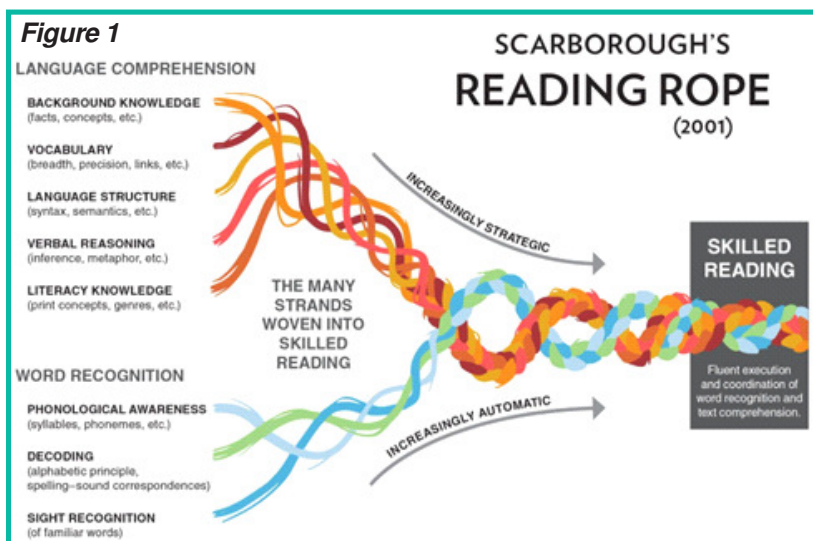 Figure 1
SCARBOROUGH'S
READING ROPE
(2001)
LANGUAGE COMPREHENSION
BACKGROUND KNOWLEDGE
(facts, concepts, etc.)
VOCABULARY
(breadth, precision, links, etc.)
LANGUAGE STRUCTURE
(syntax, semantics, etc.)
VERBAL REASONING
(inference, metaphor, etc.)
LITERACY KNOWLEDGE
(print concepts, genres, etc.)
THE MANY
STRANDS
WOVEN INTO
SKILLED
READING
INCREASINGLY STRATEGIC
WORD RECOGNITION
PHONOLOGICAL AWARENESS
(syllables, phonemes, etc.)
DECODING
(alphabetic principle,
spelling–sound correspondences)
SIGHT RECOGNITION
(of familiar words)
INCREASINGLY AUTOMATIC
SKILLED
READING
Fluent execution
and coordination of
word recognition and
text comprehension.